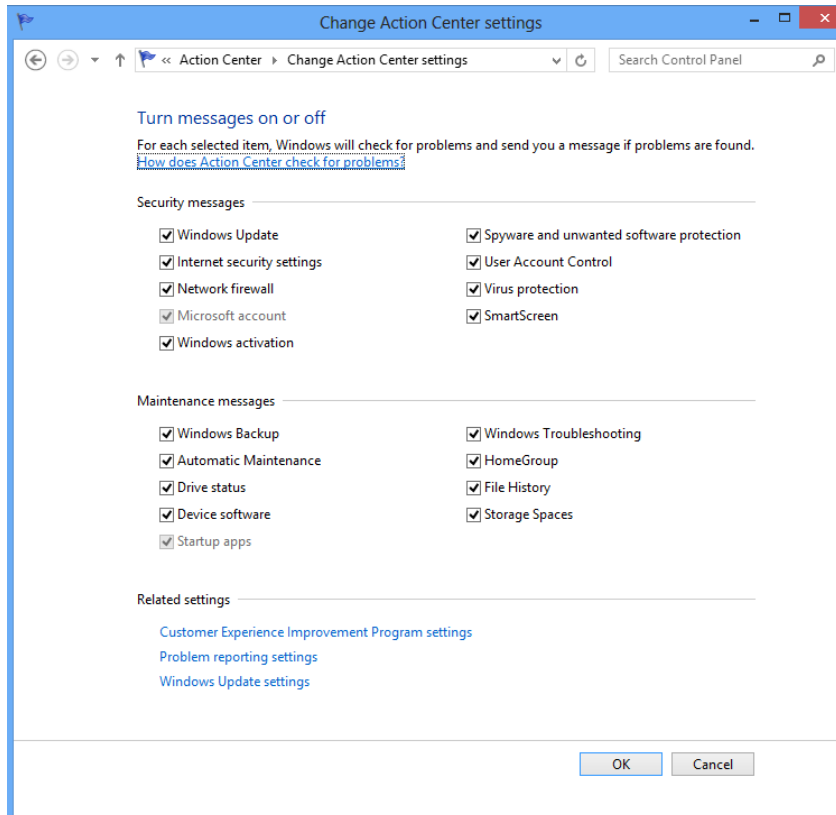 Change Action Center settings
« Action Center Change Action Center settings
Search Control Panel
Turn messages on or off
For each selected item, Windows will check for problems and send you a message if problems are found.
How does Action Center check for problems?
Security messages
Windows Update
Spyware and unwanted software protection
Internet security settings
User Account Control
Network firewall
Virus protection
Microsoft account
SmartScreen
Windows activation
Maintenance messages
Windows Backup
Windows Troubleshooting
Automatic Maintenance
HomeGroup
Drive status
File History
Device software
Storage Spaces
Startup apps
Related settings
Customer Experience Improvement Program settings
Problem reporting settings
Windows Update settings
OK
Cancel